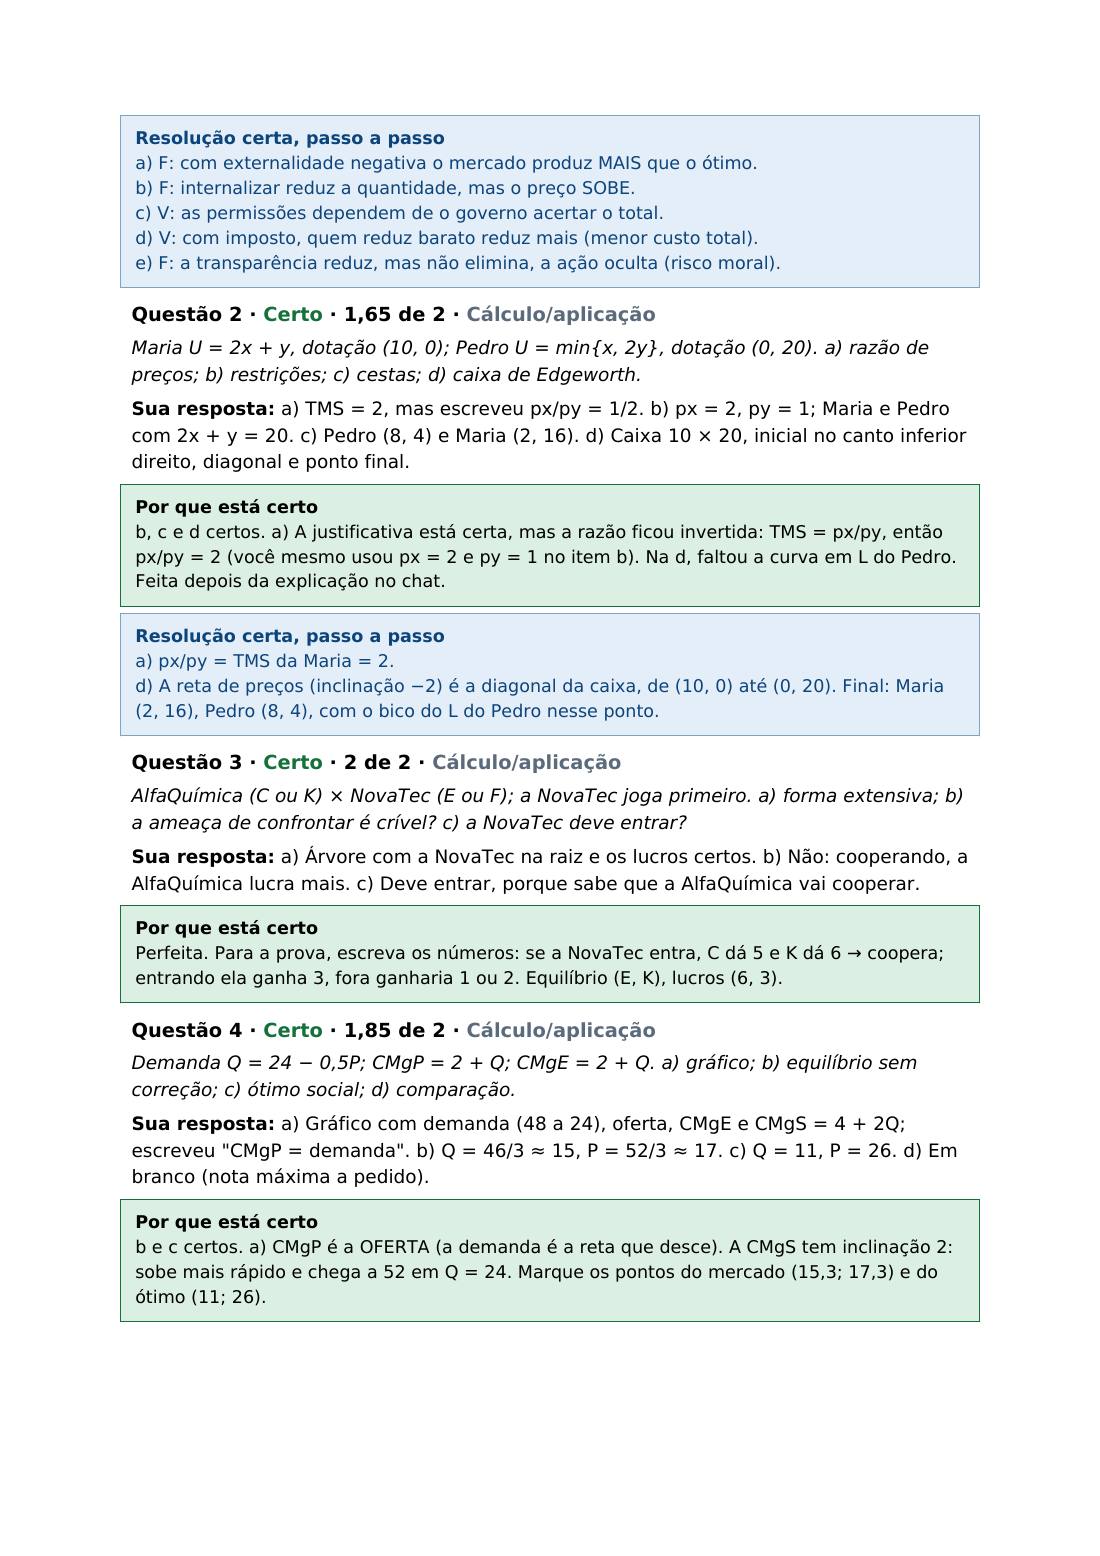 Resolução certa, passo a passo
a) F: com externalidade negativa o mercado produz MAIS que o ótimo.
b) F: internalizar reduz a quantidade, mas o preço SOBE.
c) V: as permissões dependem de o governo acertar o total.
d) V: com imposto, quem reduz barato reduz mais (menor custo total).
e) F: a transparência reduz, mas não elimina, a ação oculta (risco moral).
Questão 2 · Certo · 1,65 de 2 · Cálculo/aplicação
Maria U = 2x + y, dotação (10, 0); Pedro U = min{x, 2y}, dotação (0, 20). a) razão de
preços; b) restrições; c) cestas; d) caixa de Edgeworth.
Sua resposta: a) TMS = 2, mas escreveu px/py = 1/2. b) px = 2, py = 1; Maria e Pedro
com 2x + y = 20. c) Pedro (8, 4) e Maria (2, 16). d) Caixa 10 × 20, inicial no canto inferior
direito, diagonal e ponto final.
Por que está certo
b, c e d certos. a) A justificativa está certa, mas a razão ficou invertida: TMS = px/py, então
px/py = 2 (você mesmo usou px = 2 e py = 1 no item b). Na d, faltou a curva em L do Pedro.
Feita depois da explicação no chat.
Resolução certa, passo a passo
a) px/py = TMS da Maria = 2.
d) A reta de preços (inclinação −2) é a diagonal da caixa, de (10, 0) até (0, 20). Final: Maria
(2, 16), Pedro (8, 4), com o bico do L do Pedro nesse ponto.
Questão 3 · Certo · 2 de 2 · Cálculo/aplicação
AlfaQuímica (C ou K) × NovaTec (E ou F); a NovaTec joga primeiro. a) forma extensiva; b)
a ameaça de confrontar é crível? c) a NovaTec deve entrar?
Sua resposta: a) Árvore com a NovaTec na raiz e os lucros certos. b) Não: cooperando, a
AlfaQuímica lucra mais. c) Deve entrar, porque sabe que a AlfaQuímica vai cooperar.
Por que está certo
Perfeita. Para a prova, escreva os números: se a NovaTec entra, C dá 5 e K dá 6 → coopera;
entrando ela ganha 3, fora ganharia 1 ou 2. Equilíbrio (E, K), lucros (6, 3).
Questão 4 · Certo · 1,85 de 2 · Cálculo/aplicação
Demanda Q = 24 − 0,5P; CMgP = 2 + Q; CMgE = 2 + Q. a) gráfico; b) equilíbrio sem
correção; c) ótimo social; d) comparação.
Sua resposta: a) Gráfico com demanda (48 a 24), oferta, CMgE e CMgS = 4 + 2Q;
escreveu "CMgP = demanda". b) Q = 46/3 ≈ 15, P = 52/3 ≈ 17. c) Q = 11, P = 26. d) Em
branco (nota máxima a pedido).
Por que está certo
b e c certos. a) CMgP é a OFERTA (a demanda é a reta que desce). A CMgS tem inclinação 2:
sobe mais rápido e chega a 52 em Q = 24. Marque os pontos do mercado (15,3; 17,3) e do
ótimo (11; 26).